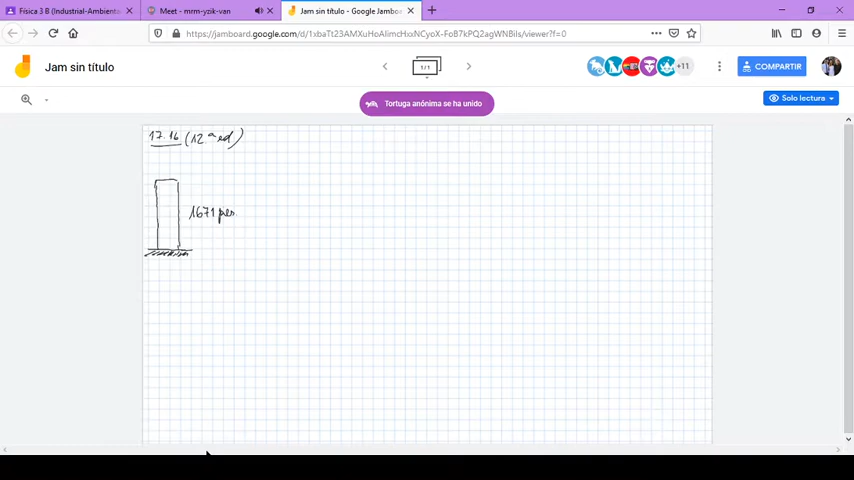 Física 3 B (Industrial-Ambienta
Meet - mrm-yzik-van
Jam sin título - Google Jambo
https://jamboard.google.com/d/1xbaTt23AMXuHoAlimcHxxNCyoX-FoB7kPQ2agWNBiIs/viewer?f=0
Jam sin título
1/1
+11
COMPARTIR
Tortuga anónima se ha unido
Solo lectura
17.16 (12ª ed)
1671 pies